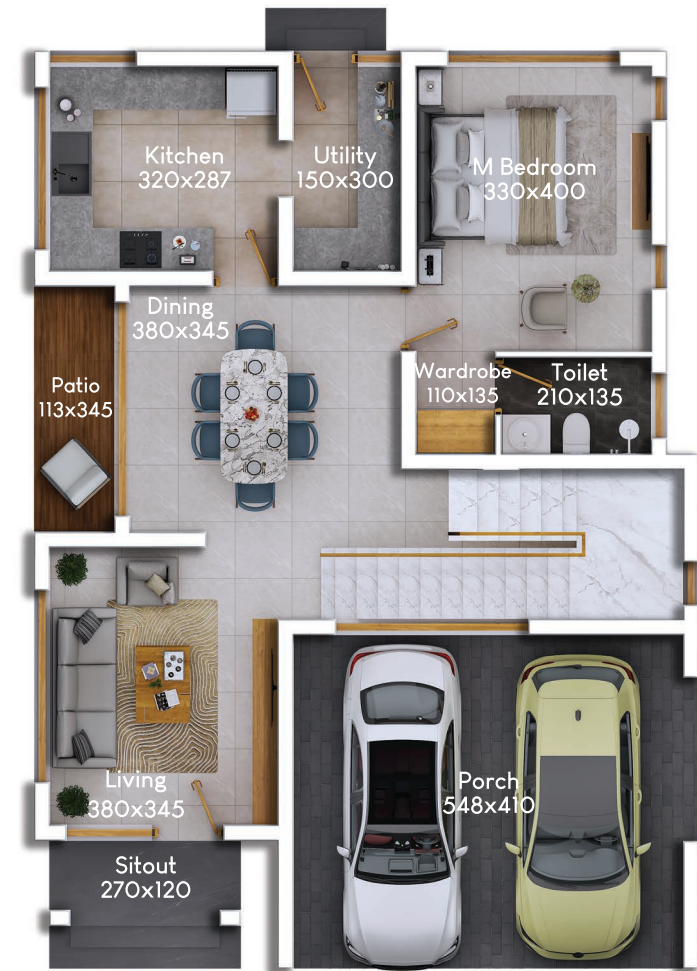 Kitchen
320x287
Utility
150x300
M Bedroom
330x400
Dining
380x345
Patio
113x345
Wardrobe
110x135
Toilet
210x135
Living
380x345
Porch
548x410
Sitout
270x120